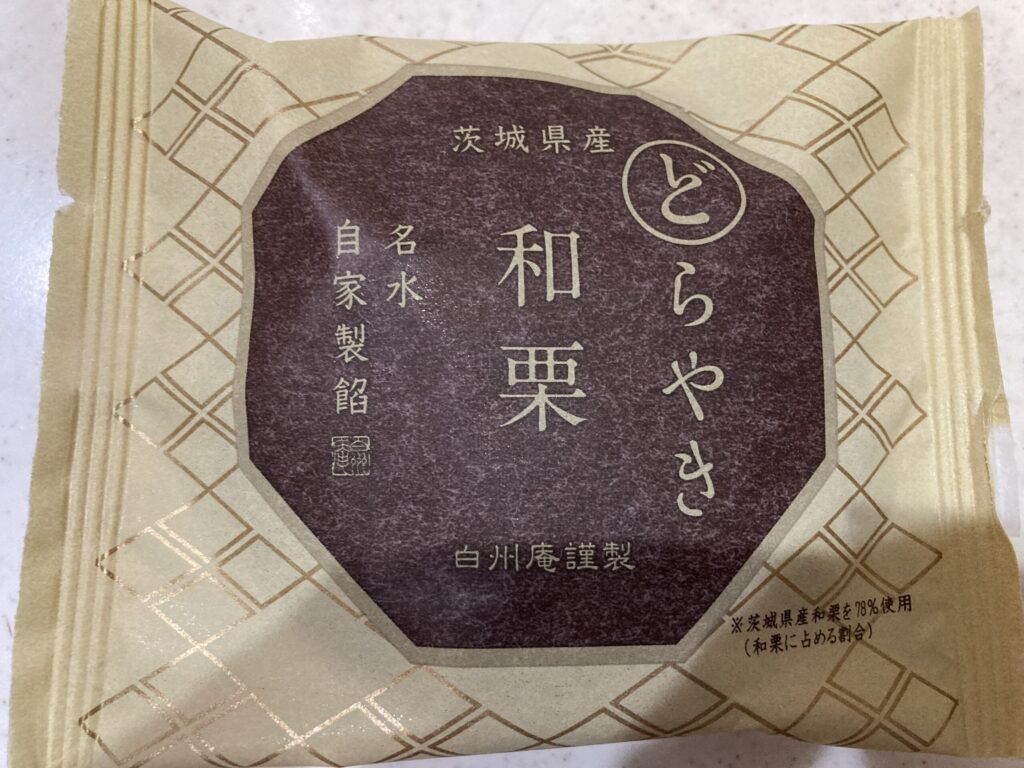 茨城県産
どらやき
和栗
名水
自家製餡
白州庵謹製
※茨城県産和栗を78%使用
(和栗に占める割合)